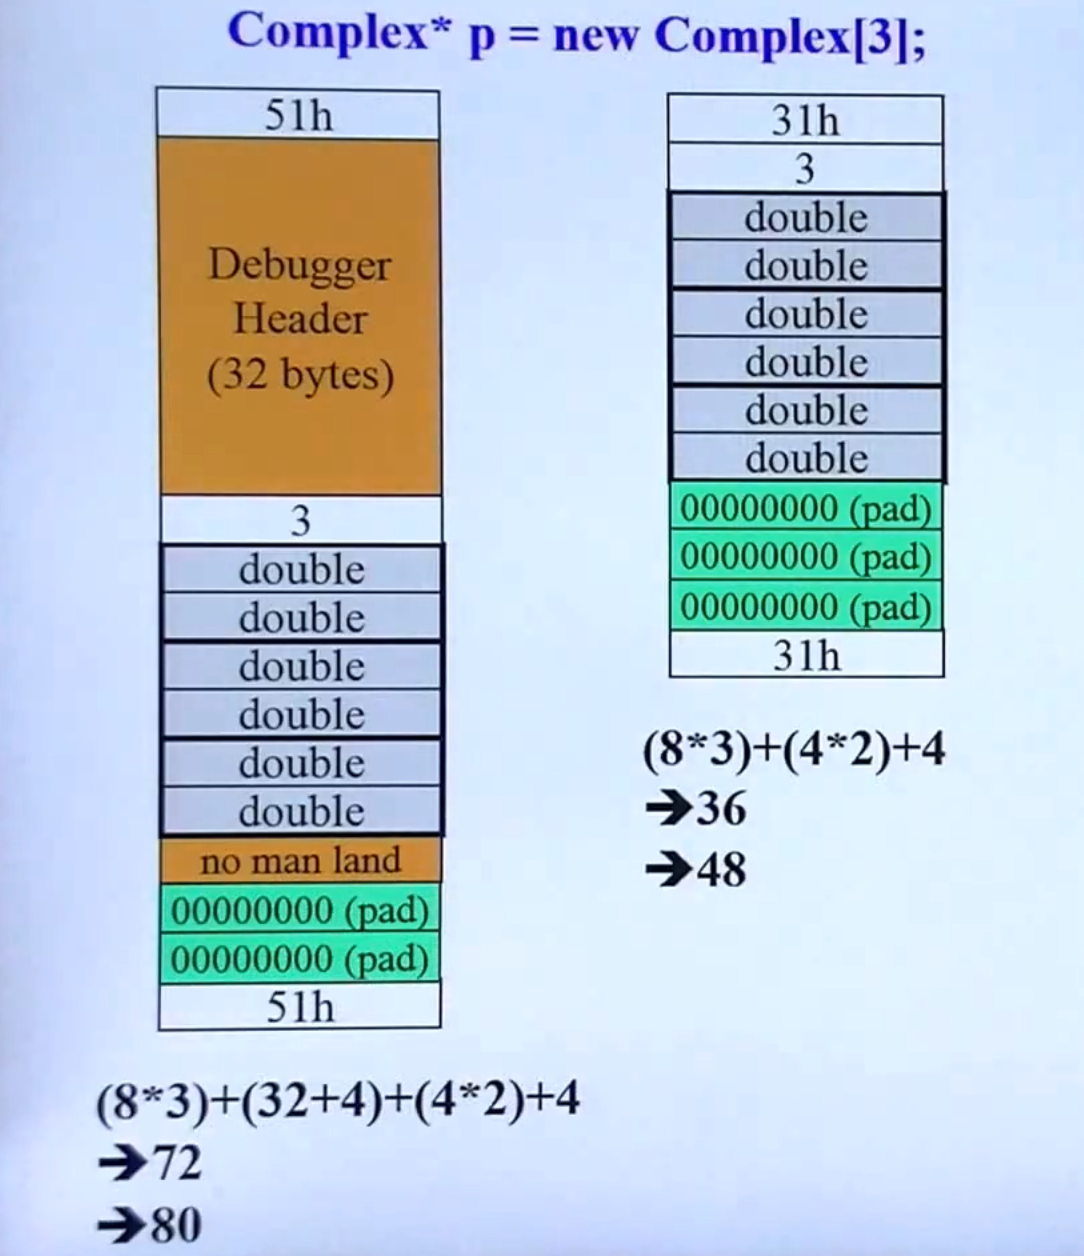 Complex* p = new Complex[3];
51h
Debugger
Header
(32 bytes)
3
double
double
double
double
double
double
no man land
00000000 (pad)
00000000 (pad)
51h
(8*3)+(32+4)+(4*2)+4
➔72
➔80
31h
3
double
double
double
double
double
double
00000000 (pad)
00000000 (pad)
00000000 (pad)
31h
(8*3)+(4*2)+4
➔36
➔48